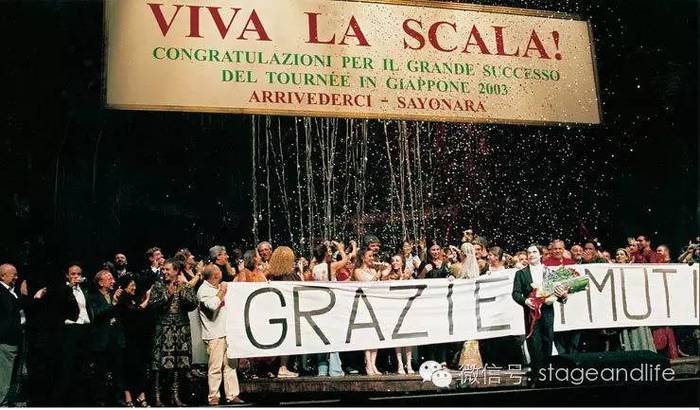 VIVA LA SCALA!
CONGRATULAZIONI PER IL GRANDE SUCCESSO
DEL TOURNÉE IN GIAPPONE 2003
ARRIVEDERCI - SAYONARA
GRAZIE MUTI
微信号: stageandlife